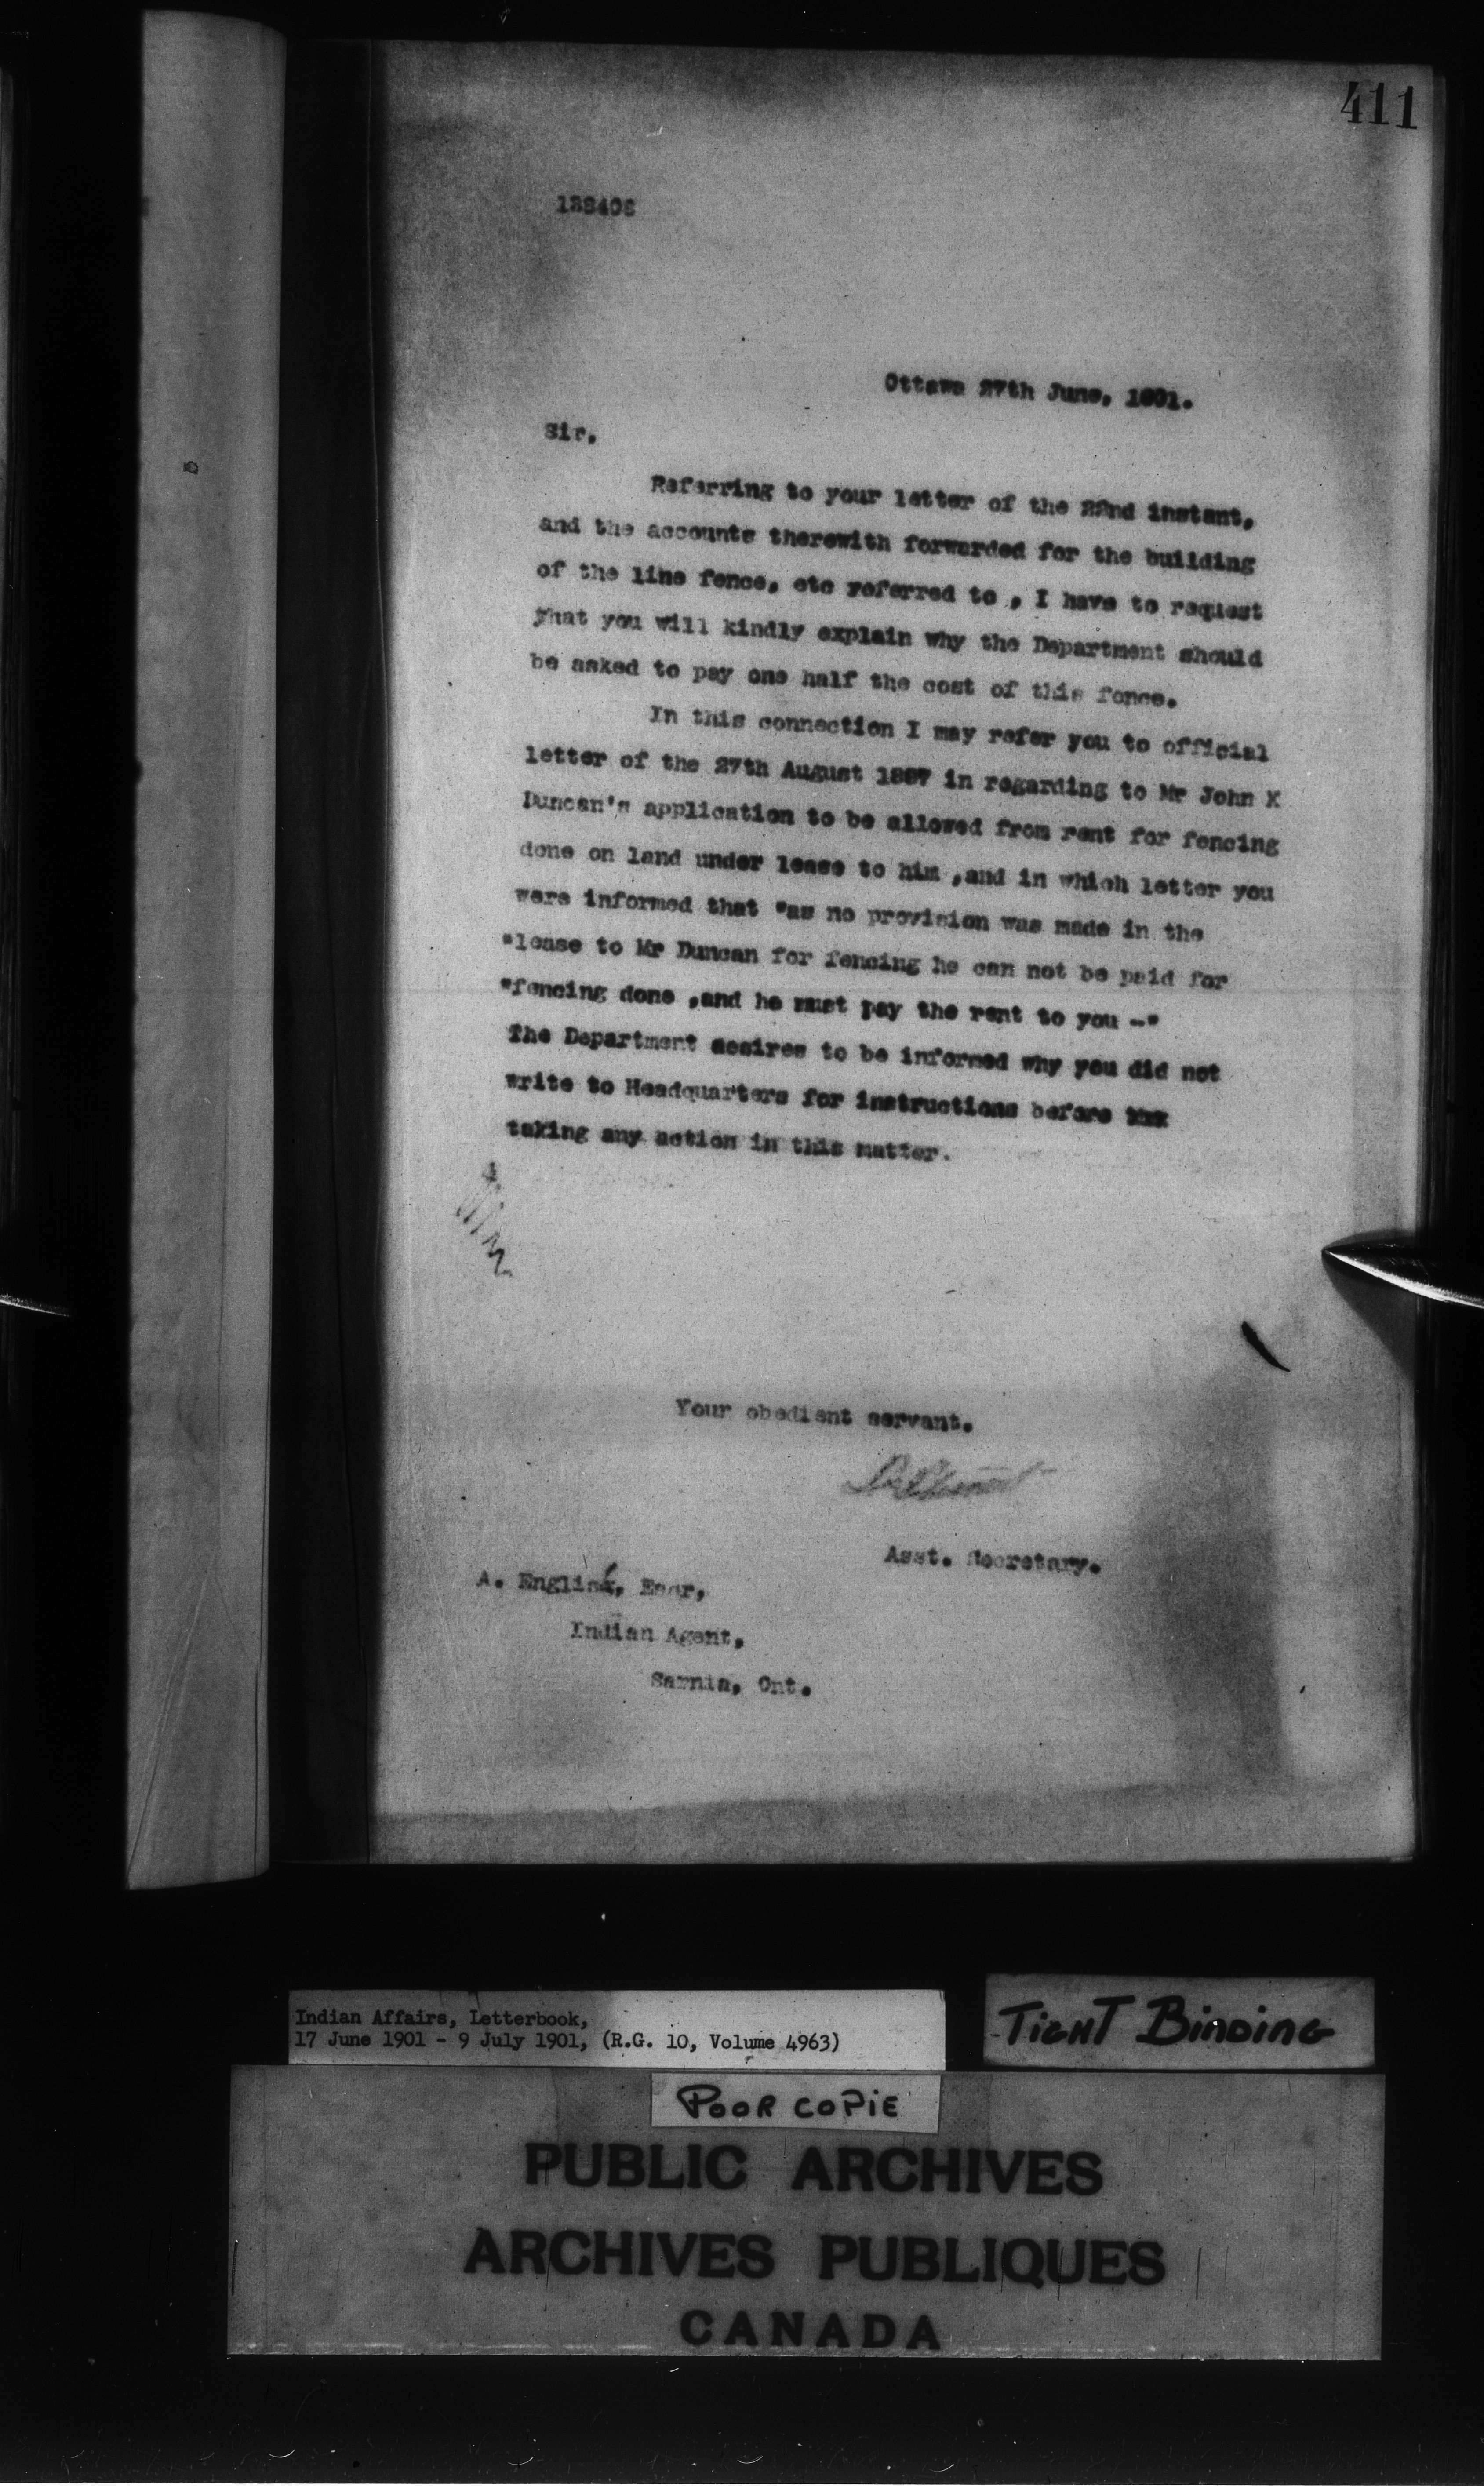 411
Ottawa 27th June, 1901.
Sir,
Referring to your letter of the 22nd instant,
and the accounts therewith forwarded for the building
of the line fence, etc referred to , I have to request
yhat you will kindly explain why the Department should
be asked to pay one half the cost of this fence.
In this connection I may refer you to official
letter of the 27th August 1897 in regarding to Mr John K
Duncan's application to be allowed from rent for fencing
done on land under lease to him ,and in which letter you
were informed that "as no provision was made in the
"lease to Mr Duncan for fencing he can not be paid for
"fencing done ,and he must pay the rent to you --"
The Department desires to be informed why you did not
write to Headquarters for instructions before xxx
taking any action in this matter.
Your obedient servant.
Asst. Secretary.
A. English, Esqr,
Indian Agent,
Sarnia, Ont.
Indian Affairs, Letterbook,
17 June 1901 - 9 July 1901, (R.G. 10, Volume 4963)
TIGHT BINDING
POOR COPIE
PUBLIC ARCHIVES
ARCHIVES PUBLIQUES
CANADA